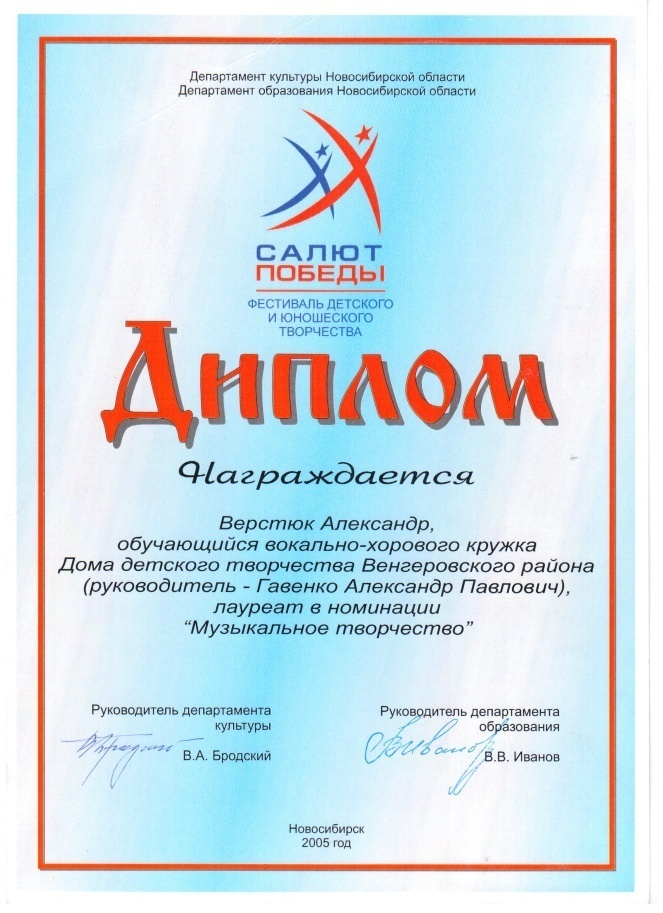 Департамент культуры Новосибирской области
Департамент образования Новосибирской области
САЛЮТ
ПОБЕДЫ
ФЕСТИВАЛЬ ДЕТСКОГО
И ЮНОШЕСКОГО
ТВОРЧЕСТВА
Диплом
Награждается
Верстюк Александр,
обучающийся вокально-хорового кружка
Дома детского творчества Венгеровского района
(руководитель - Гавенко Александр Павлович),
лауреат в номинации
“Музыкальное творчество”
Руководитель департамента
культуры
В.А. Бродский
Руководитель департамента
образования
В.В. Иванов
Новосибирск
2005 год